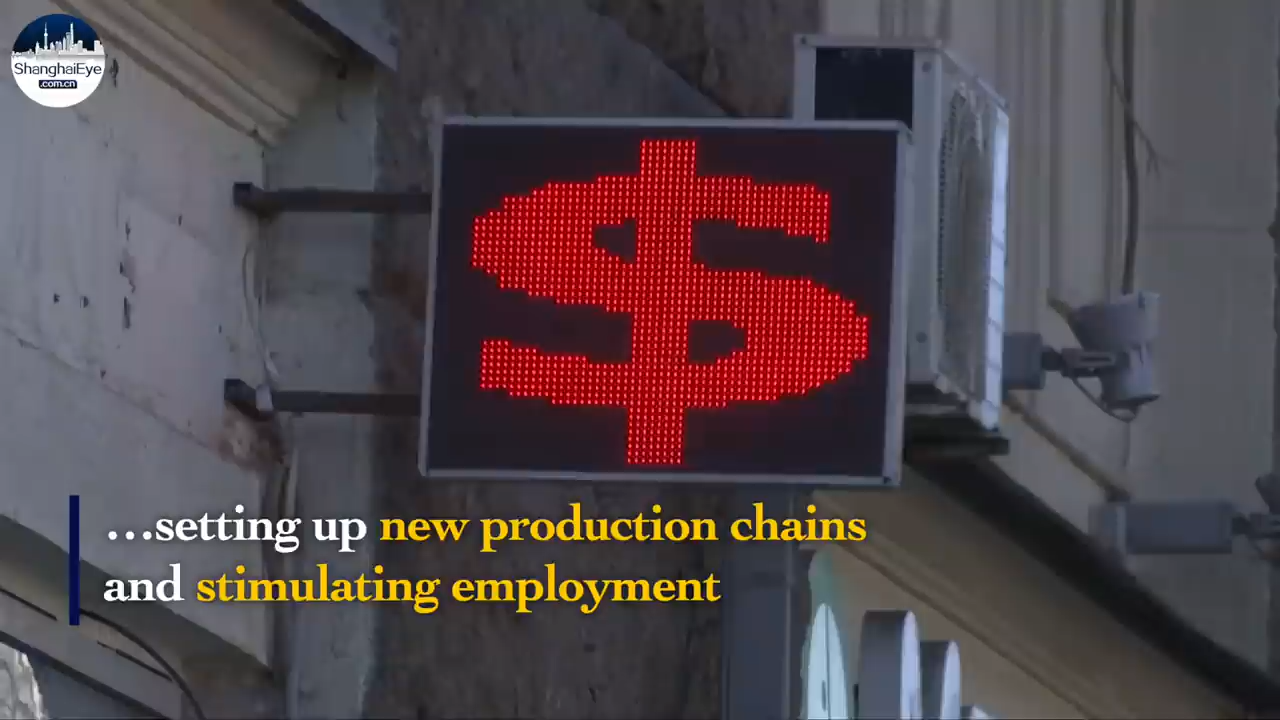 ShanghaiEye
.com.cn
$
…setting up new production chains
and stimulating employment